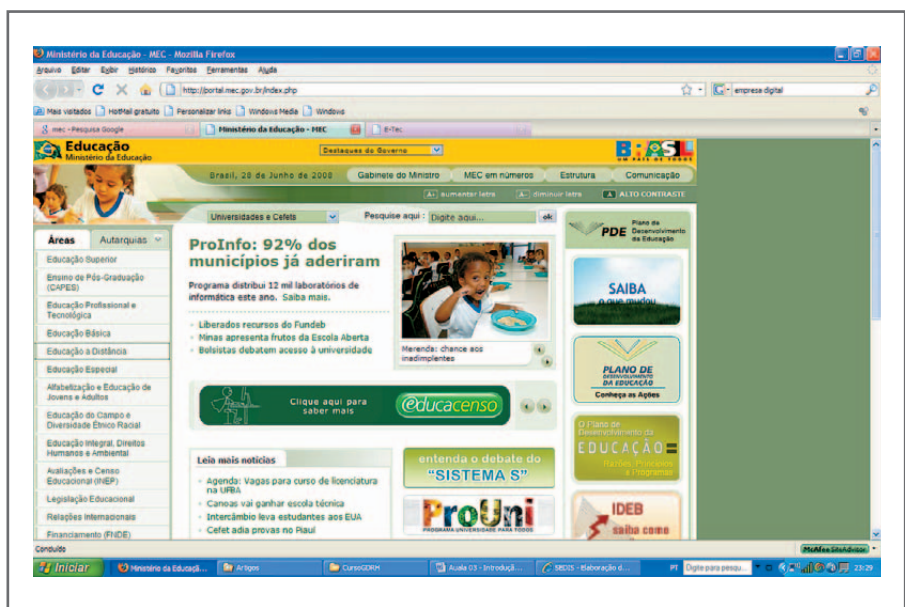 Ministério da Educação - MEC - Mozilla Firefox
Arquivo Editar Exibir Histórico Favoritos Ferramentas Ajuda
http://portal.mec.gov.br/index.php
empresa digital
Mais visitados HotMail gratuito Personalizar links Windows Media Windows
mec - Pesquisa Google
Ministério da Educação - MEC
E-Tec
Educação
Ministério da Educação
Destaques do Governo
BRASIL
UM PAÍS DE TODOS
Brasil, 28 de Junho de 2008
Gabinete do Ministro
MEC em números
Estrutura
Comunicação
A+ aumentar letra
A- diminuir letra
A ALTO CONTRASTE
Universidades e Cefets
Pesquise aqui : Digite aqui... ok
Áreas
Autarquias
Educação Superior
Ensino de Pós-Graduação
(CAPES)
Educação Profissional e
Tecnológica
Educação Básica
Educação a Distância
Educação Especial
Alfabetização e Educação de
Jovens e Adultos
Educação do Campo e
Diversidade Étnico Racial
Educação Integral, Direitos
Humanos e Ambiental
Avaliações e Censo
Educacional (INEP)
Legislação Educacional
Relações Internacionais
Financiamento (FNDE)
ProInfo: 92% dos
municípios já aderiram
Programa distribui 12 mil laboratórios de
informática este ano. Saiba mais.
Liberados recursos do Fundeb
Minas apresenta frutos da Escola Aberta
Bolsistas debatem acesso à universidade
Merenda: chance aos
inadimplentes
Clique aqui para
saber mais
educacenso
Leia mais notícias
Agenda: Vagas para curso de licenciatura
na UFBA
Canoas vai ganhar escola técnica
Intercâmbio leva estudantes aos EUA
Cefet adia provas no Piauí
entenda o debate do
"SISTEMA S"
ProUni
PROGRAMA UNIVERSIDADE PARA TODOS
PDE
Plano de
Desenvolvimento
da Educação
SAIBA
o que mudou
PLANO DE
DESENVOLVIMENTO
DA EDUCAÇÃO
Conheça as Ações
O Plano de
Desenvolvimento da
EDUCAÇÃO
Razões, Princípios
e Programas
IDEB
saiba como
Concluído
McAfee SiteAdvisor
Iniciar
Ministério da Educaçã...
Artigos
CursoGDRH
Auala 03 - Introduçã...
SEDIS - Elaboração d...
PT
Digite para pesqu...
23:29